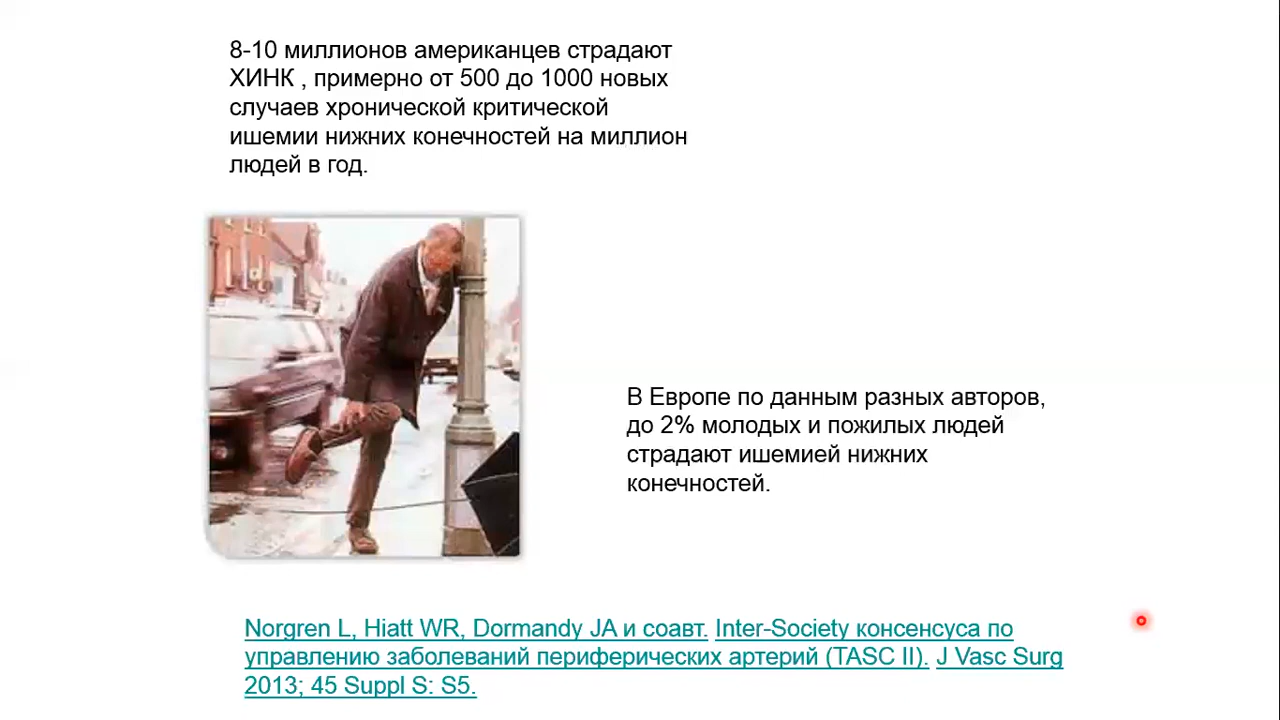 8-10 миллионов американцев страдают
ХИНК , примерно от 500 до 1000 новых
случаев хронической критической
ишемии нижних конечностей на миллион
людей в год.
В Европе по данным разных авторов,
до 2% молодых и пожилых людей
страдают ишемией нижних
конечностей.
Norgren L, Hiatt WR, Dormandy JA и соавт. Inter-Society консенсуса по
управлению заболеваний периферических артерий (TASC II). J Vasc Surg
2013; 45 Suppl S: S5.